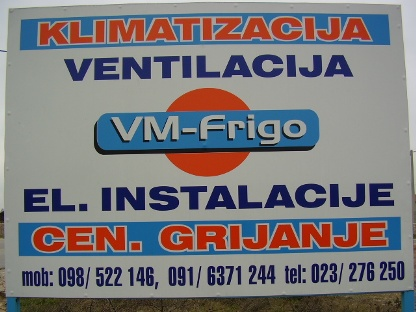 KLIMATIZACIJA
VENTILACIJA
VM-Frigo
EL. INSTALACIJE
CEN. GRIJANJE
mob: 098/ 522 146, 091/ 6371 244 tel: 023/ 276 250